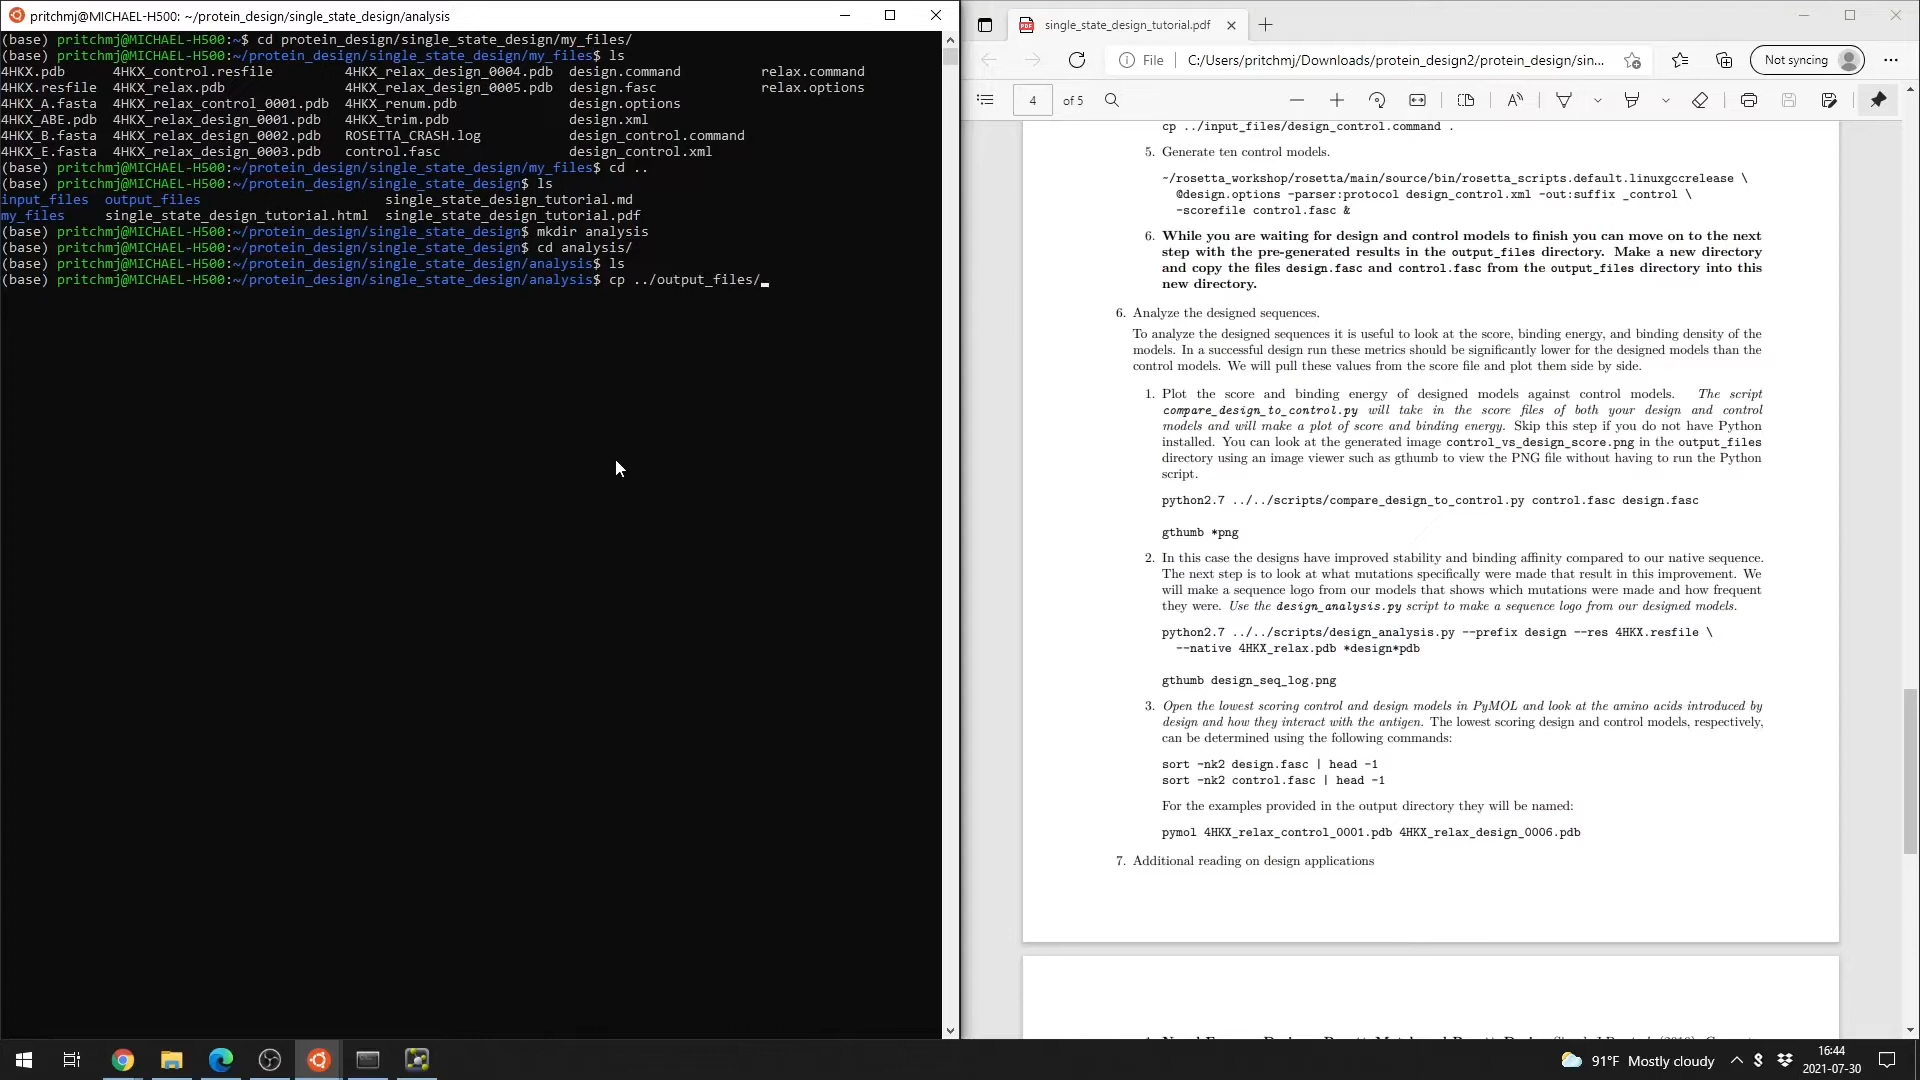 pritchmj@MICHAEL-H500: ~/protein_design/single_state_design/analysis
(base) pritchmj@MICHAEL-H500:~$ cd protein_design/single_state_design/my_files/
(base) pritchmj@MICHAEL-H500:~/protein_design/single_state_design/my_files$ ls
4HKX.pdb 4HKX_control.resfile 4HKX_relax_design_0004.pdb design.command relax.command
4HKX.resfile 4HKX_relax.pdb 4HKX_relax_design_0005.pdb design.fasc relax.options
4HKX_A.fasta 4HKX_relax_control_0001.pdb 4HKX_renum.pdb design.options
4HKX_ABE.pdb 4HKX_relax_design_0001.pdb 4HKX_trim.pdb design.xml
4HKX_B.fasta 4HKX_relax_design_0002.pdb ROSETTA_CRASH.log design_control.command
4HKX_E.fasta 4HKX_relax_design_0003.pdb control.fasc design_control.xml
(base) pritchmj@MICHAEL-H500:~/protein_design/single_state_design/my_files$ cd ..
(base) pritchmj@MICHAEL-H500:~/protein_design/single_state_design$ ls
input_files output_files single_state_design_tutorial.md
my_files single_state_design_tutorial.html single_state_design_tutorial.pdf
(base) pritchmj@MICHAEL-H500:~/protein_design/single_state_design$ mkdir analysis
(base) pritchmj@MICHAEL-H500:~/protein_design/single_state_design$ cd analysis/
(base) pritchmj@MICHAEL-H500:~/protein_design/single_state_design/analysis$ ls
(base) pritchmj@MICHAEL-H500:~/protein_design/single_state_design/analysis$ cp ../output_files/
single_state_design_tutorial.pdf
File C:/Users/pritchmj/Downloads/protein_design2/protein_design/sin... Not syncing
4 of 5
cp ../input_files/design_control.command .
5. Generate ten control models.
~/rosetta_workshop/rosetta/main/source/bin/rosetta_scripts.default.linuxgccrelease \
@design.options -parser:protocol design_control.xml -out:suffix _control \
-scorefile control.fasc &
6. While you are waiting for design and control models to finish you can move on to the next
step with the pre-generated results in the output_files directory. Make a new directory
and copy the files design.fasc and control.fasc from the output_files directory into this
new directory.
6. Analyze the designed sequences.
To analyze the designed sequences it is useful to look at the score, binding energy, and binding density of the
models. In a successful design run these metrics should be significantly lower for the designed models than the
control models. We will pull these values from the score file and plot them side by side.
1. Plot the score and binding energy of designed models against control models. The script
compare_design_to_control.py will take in the score files of both your design and control
models and will make a plot of score and binding energy. Skip this step if you do not have Python
installed. You can look at the generated image control_vs_design_score.png in the output_files
directory using an image viewer such as gthumb to view the PNG file without having to run the Python
script.
python2.7 ../../scripts/compare_design_to_control.py control.fasc design.fasc
gthumb *png
2. In this case the designs have improved stability and binding affinity compared to our native sequence.
The next step is to look at what mutations specifically were made that result in this improvement. We
will make a sequence logo from our models that shows which mutations were made and how frequent
they were. Use the design_analysis.py script to make a sequence logo from our designed models.
python2.7 ../../scripts/design_analysis.py --prefix design --res 4HKX.resfile \
--native 4HKX_relax.pdb *design*pdb
gthumb design_seq_log.png
3. Open the lowest scoring control and design models in PyMOL and look at the amino acids introduced by
design and how they interact with the antigen. The lowest scoring design and control models, respectively,
can be determined using the following commands:
sort -nk2 design.fasc | head -1
sort -nk2 control.fasc | head -1
For the examples provided in the output directory they will be named:
pymol 4HKX_relax_control_0001.pdb 4HKX_relax_design_0006.pdb
7. Additional reading on design applications
91°F Mostly cloudy
16:44
2021-07-30